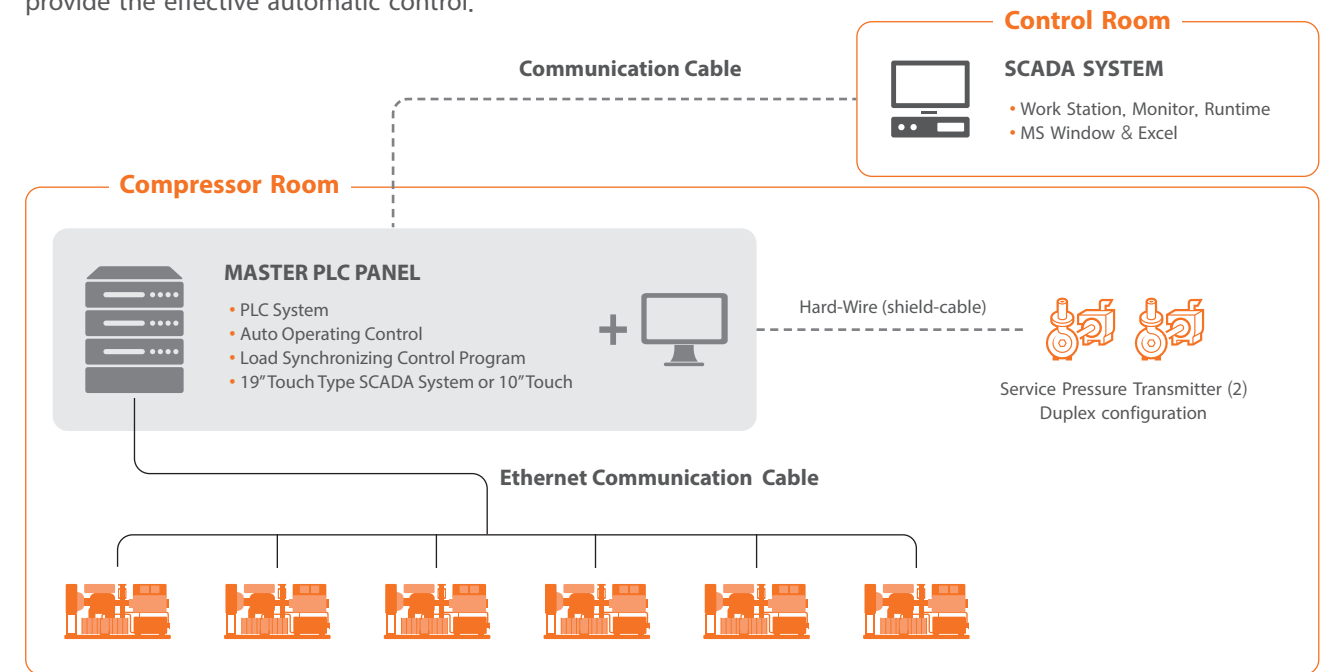 provide the effective automatic control.
Control Room
SCADA SYSTEM
• Work Station, Monitor, Runtime
• MS Window & Excel
Communication Cable
Compressor Room
MASTER PLC PANEL
• PLC System
• Auto Operating Control
• Load Synchronizing Control Program
• 19” Touch Type SCADA System or 10” Touch
+
Hard-Wire (shield-cable)
Service Pressure Transmitter (2)
Duplex configuration
Ethernet Communication Cable